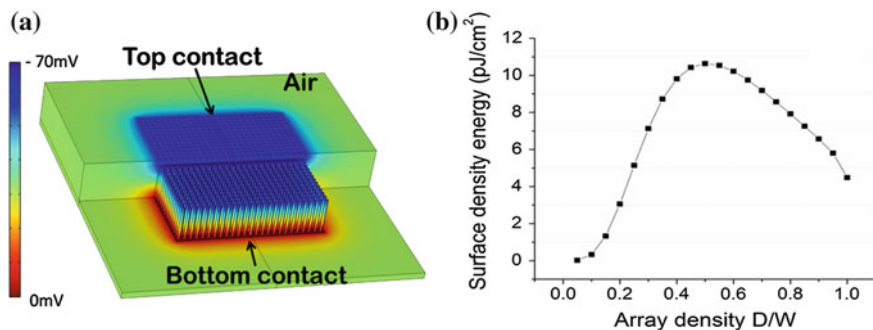 (a)
- 70mV
Top contact
Air
Bottom contact
0mV
(b)
Surface density energy (pJ/cm²)
12
10
8
6
4
2
0
0.0 0.2 0.4 0.6 0.8 1.0
Array density D/W